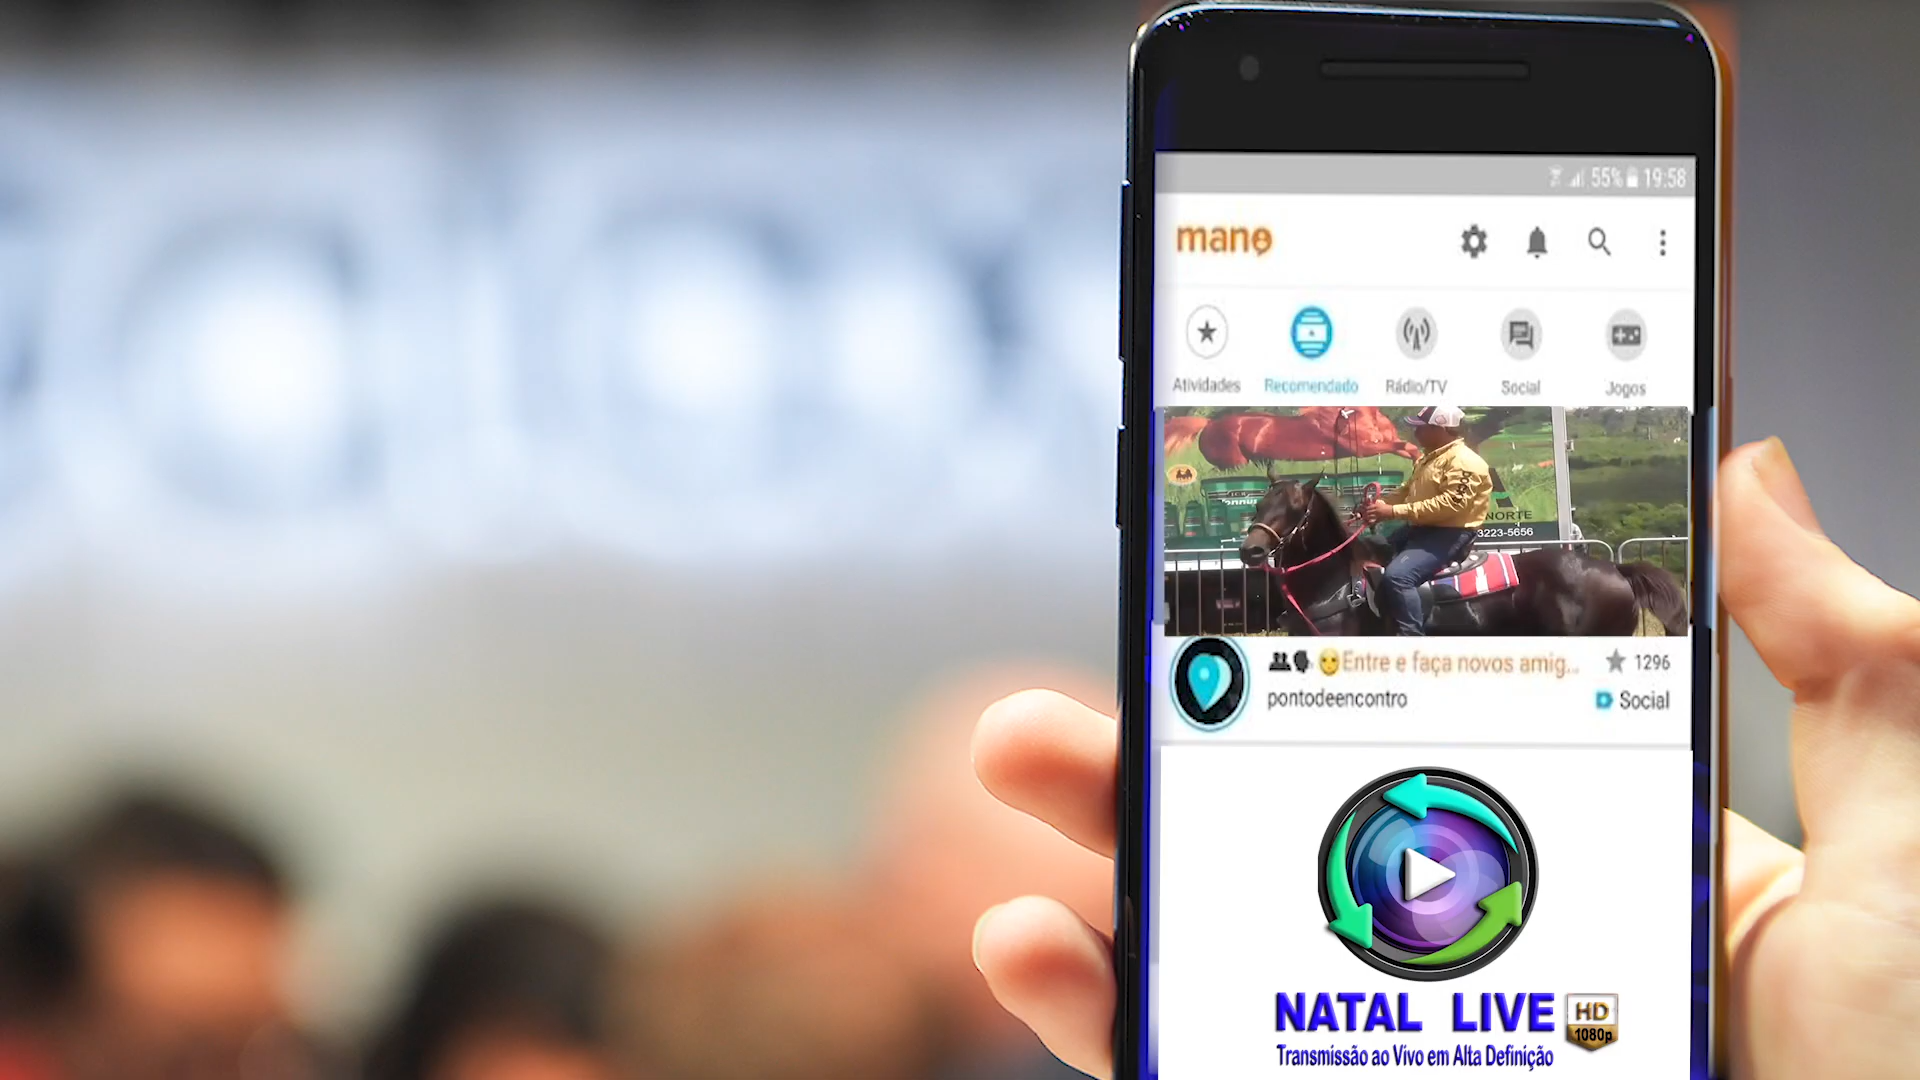 55% 19:58
mano
Atividades Recomendado Rádio/TV Social Jogos
NORTE
3223-5656
Entre e faça novos amig... 1296
pontodeencontro Social
NATAL LIVE HD
1080p
Transmissão ao Vivo em Alta Definição